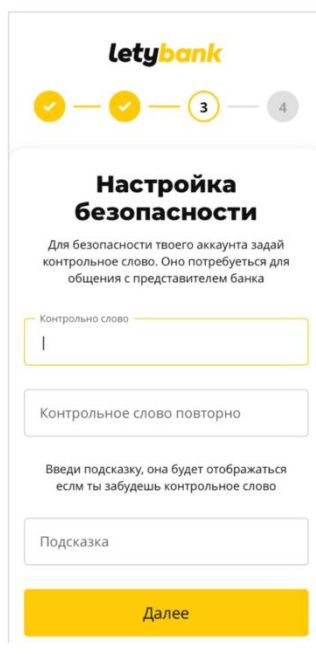 letybank
3
4
Настройка
безопасности
Для безопасности твоего аккаунта задай
контрольное слово. Оно потребуеться для
общения с представителем банка
Контрольно слово
Контрольное слово повторно
Введи подсказку, она будет отображаться
еслм ты забудешь контрольное слово
Подсказка
Далее